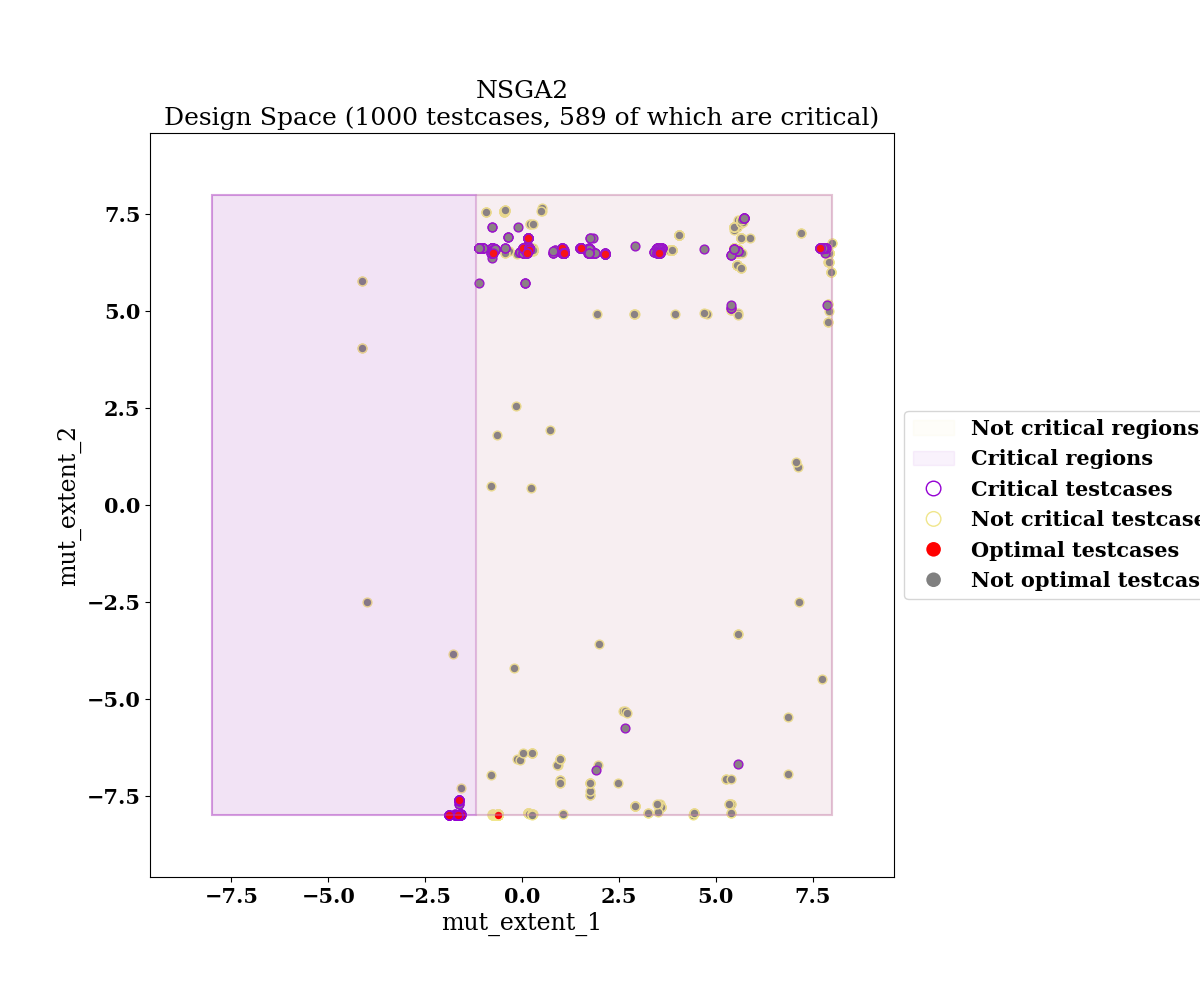 NSGA2
Design Space (1000 testcases, 589 of which are critical)
mut_extent_2
7.5
5.0
2.5
0.0
−2.5
−5.0
−7.5
−7.5
−5.0
−2.5
0.0
2.5
5.0
7.5
mut_extent_1
Not critical regions
Critical regions
Critical testcases
Not critical testcase
Optimal testcases
Not optimal testcas